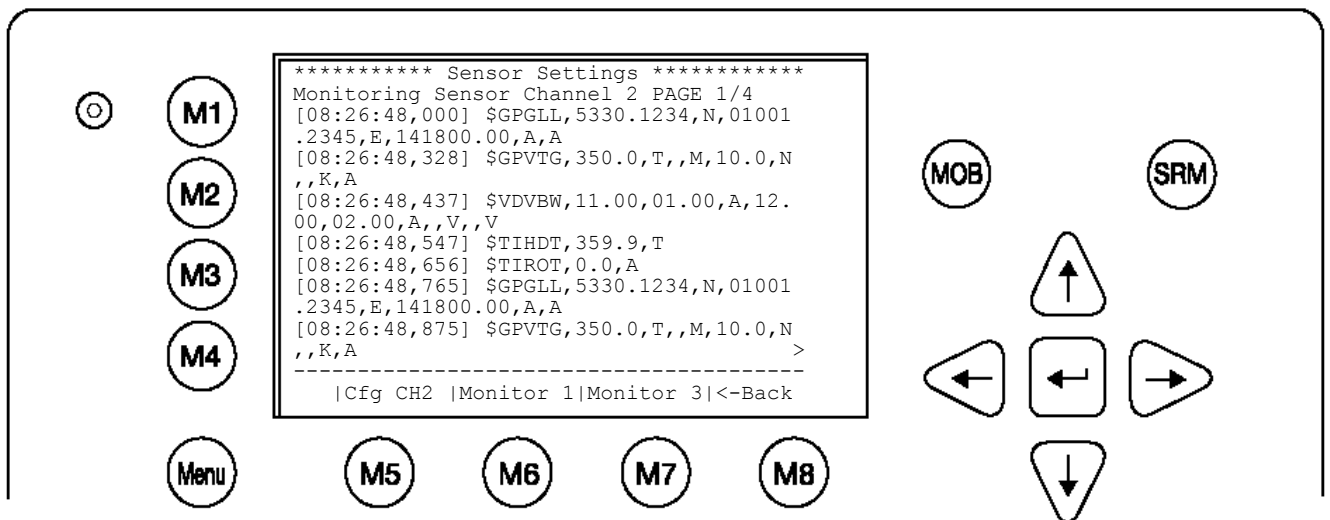 *********** Sensor Settings ************
Monitoring Sensor Channel 2 PAGE 1/4
[08:26:48,000] $GPGLL,5330.1234,N,01001
.2345,E,141800.00,A,A
[08:26:48,328] $GPVTG,350.0,T,,M,10.0,N
,,K,A
[08:26:48,437] $VDVBW,11.00,01.00,A,12.
00,02.00,A,,V,,V
[08:26:48,547] $TIHDT,359.9,T
[08:26:48,656] $TIROT,0.0,A
[08:26:48,765] $GPGLL,5330.1234,N,01001
.2345,E,141800.00,A,A
[08:26:48,875] $GPVTG,350.0,T,,M,10.0,N
,,K,A >
----------------------------------------
|Cfg CH2 |Monitor 1|Monitor 3|<-Back
M1
M2
M3
M4
Menu
M5
M6
M7
M8
MOB
SRM